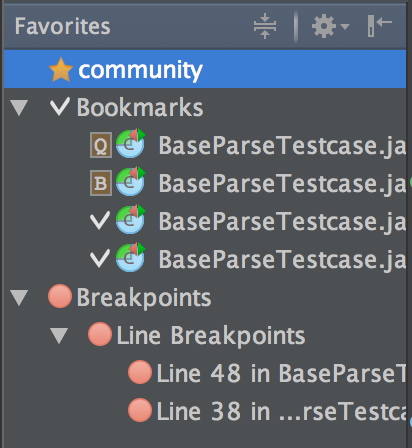 Favorites
community
Bookmarks
Q BaseParseTestcase.ja
B BaseParseTestcase.ja
BaseParseTestcase.ja
BaseParseTestcase.ja
Breakpoints
Line Breakpoints
Line 48 in BaseParseT
Line 38 in ...rseTestca